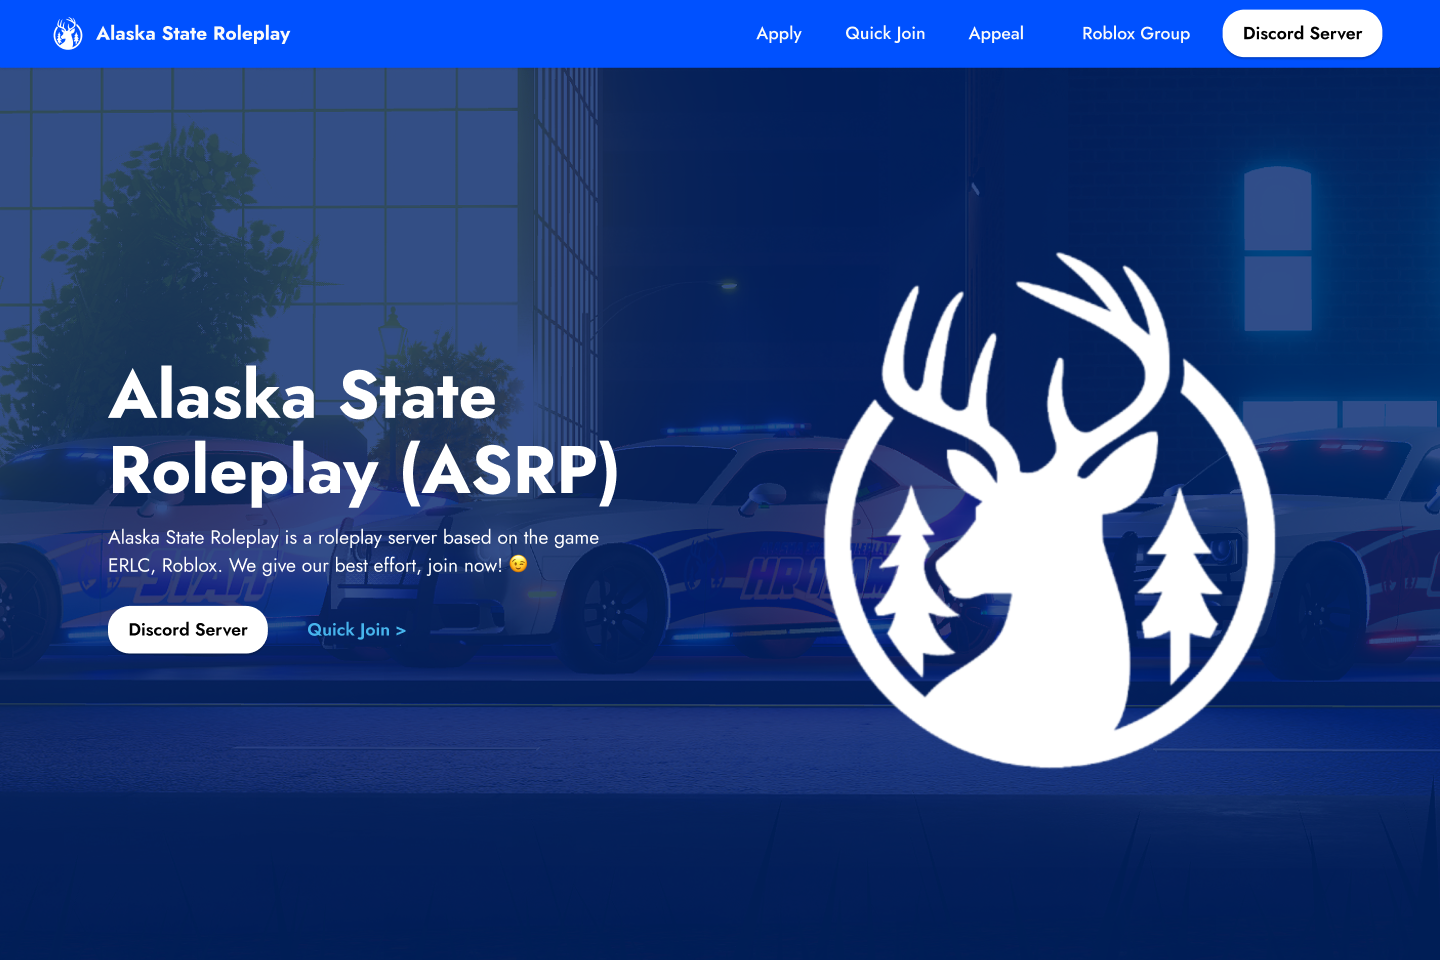 Alaska State Roleplay
Apply
Quick Join
Appeal
Roblox Group
Discord Server
Alaska State
Roleplay (ASRP)
Alaska State Roleplay is a roleplay server based on the game
ERLC, Roblox. We give our best effort, join now! 😉
Discord Server
Quick Join >
STAFF
HR TEAM